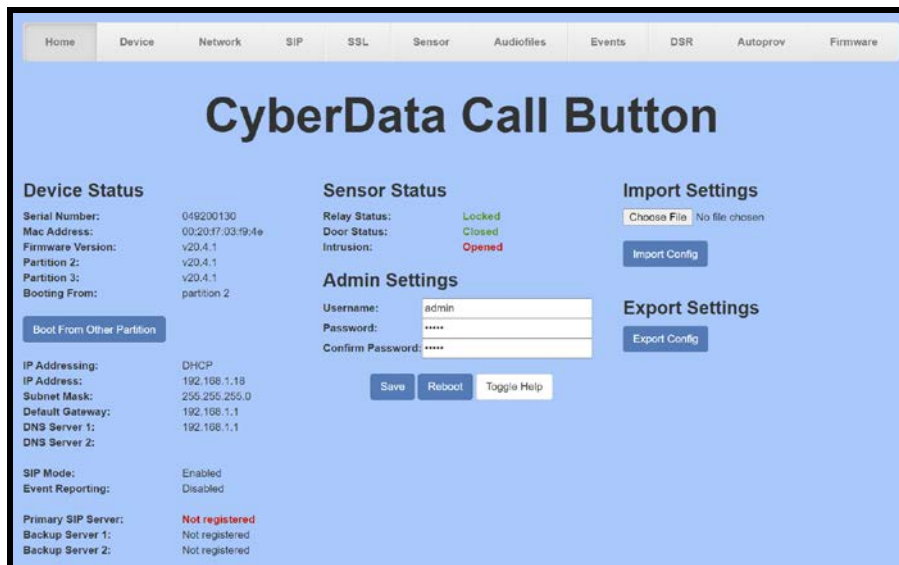 Home Device Network SIP SSL Sensor Audiofiles Events DSR Autoprov Firmware
CyberData Call Button
Device Status
Serial Number: 049200130
Mac Address: 00:20:f7:03:f9:4e
Firmware Version: v20.4.1
Partition 2: v20.4.1
Partition 3: v20.4.1
Booting From: partition 2
Boot From Other Partition
IP Addressing: DHCP
IP Address: 192.168.1.18
Subnet Mask: 255.255.255.0
Default Gateway: 192.168.1.1
DNS Server 1: 192.168.1.1
DNS Server 2:
SIP Mode: Enabled
Event Reporting: Disabled
Primary SIP Server: Not registered
Backup Server 1: Not registered
Backup Server 2: Not registered
Sensor Status
Relay Status: Locked
Door Status: Closed
Intrusion: Opened
Admin Settings
Username: admin
Password: •••••
Confirm Password: •••••
Save Reboot Toggle Help
Import Settings
Choose File No file chosen
Import Config
Export Settings
Export Config